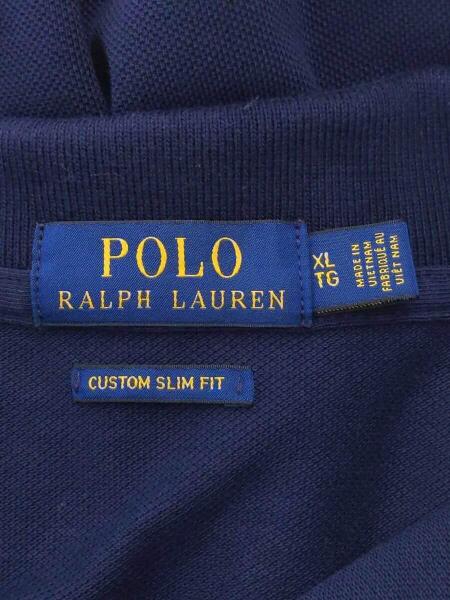 POLO
RALPH LAUREN
XL
TG
MADE IN
VIETNAM
FABRIQUÉ AU
VIÊT NAM
CUSTOM SLIM FIT